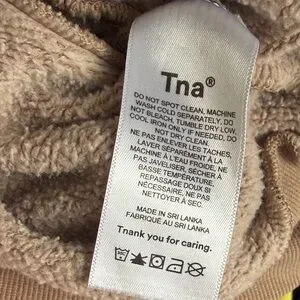 Tna®
DO NOT SPOT CLEAN. MACHINE
WASH COLD SEPARATELY, DO
NOT BLEACH, TUMBLE DRY LOW,
COOL IRON ONLY IF NEEDED, DO
NOT DRY CLEAN.
NE PAS ENLEVER LES TACHES,
LAVER SÉPARÉMENT À LA
MACHINE À L'EAU FROIDE, NE
PAS JAVELISER, SÉCHER À
BASSE TEMPÉRATURE,
REPASSAGE DOUX SI
NÉCESSAIRE, NE PAS
NETTOYER À SEC.
MADE IN SRI LANKA
FABRIQUÉ AU SRI LANKA
Thank you for caring.